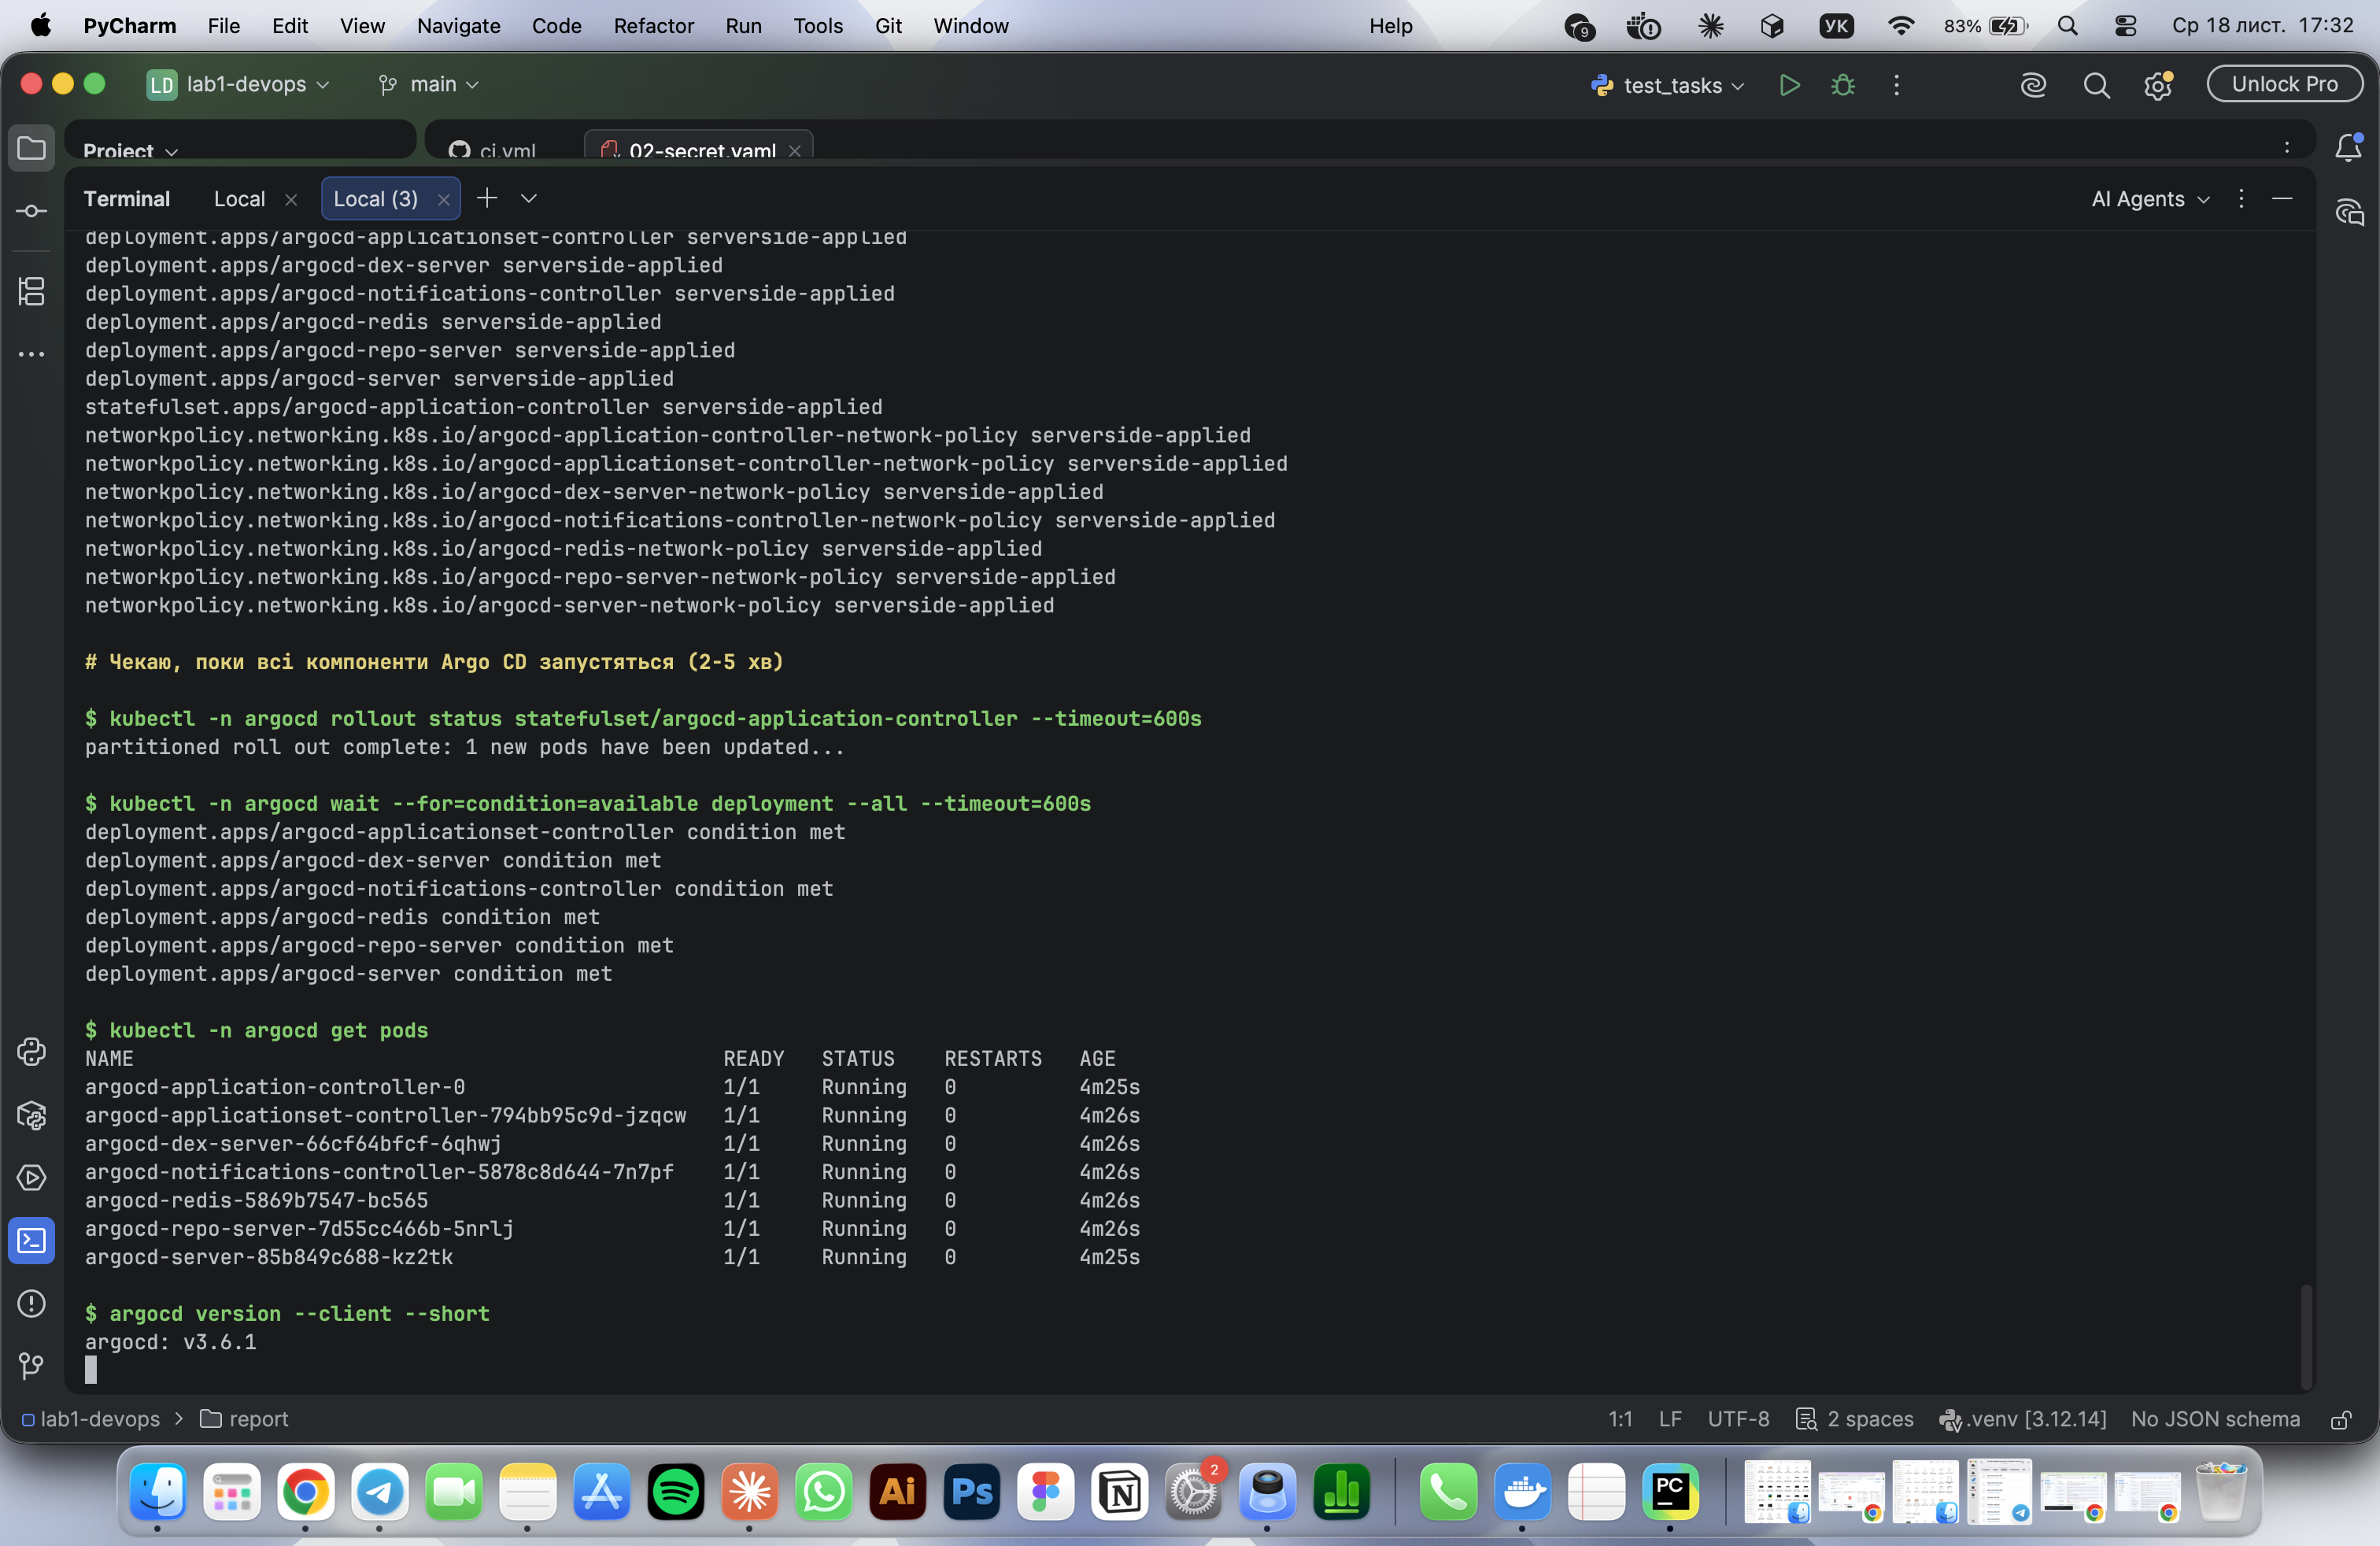 PyCharm File Edit View Navigate Code Refactor Run Tools Git Window Help 9 УК 83% Ср 18 лист. 17:32
LD lab1-devops main test_tasks Unlock Pro
Project ci.yml 02-secret.yaml
Terminal Local Local (3) AI Agents
deployment.apps/argocd-applicationset-controller serverside-applied
deployment.apps/argocd-dex-server serverside-applied
deployment.apps/argocd-notifications-controller serverside-applied
deployment.apps/argocd-redis serverside-applied
deployment.apps/argocd-repo-server serverside-applied
deployment.apps/argocd-server serverside-applied
statefulset.apps/argocd-application-controller serverside-applied
networkpolicy.networking.k8s.io/argocd-application-controller-network-policy serverside-applied
networkpolicy.networking.k8s.io/argocd-applicationset-controller-network-policy serverside-applied
networkpolicy.networking.k8s.io/argocd-dex-server-network-policy serverside-applied
networkpolicy.networking.k8s.io/argocd-notifications-controller-network-policy serverside-applied
networkpolicy.networking.k8s.io/argocd-redis-network-policy serverside-applied
networkpolicy.networking.k8s.io/argocd-repo-server-network-policy serverside-applied
networkpolicy.networking.k8s.io/argocd-server-network-policy serverside-applied
# Чекаю, поки всі компоненти Argo CD запустяться (2-5 хв)
$ kubectl -n argocd rollout status statefulset/argocd-application-controller --timeout=600s
partitioned roll out complete: 1 new pods have been updated...
$ kubectl -n argocd wait --for=condition=available deployment --all --timeout=600s
deployment.apps/argocd-applicationset-controller condition met
deployment.apps/argocd-dex-server condition met
deployment.apps/argocd-notifications-controller condition met
deployment.apps/argocd-redis condition met
deployment.apps/argocd-repo-server condition met
deployment.apps/argocd-server condition met
$ kubectl -n argocd get pods
NAME READY STATUS RESTARTS AGE
argocd-application-controller-0 1/1 Running 0 4m25s
argocd-applicationset-controller-794bb95c9d-jzqcw 1/1 Running 0 4m26s
argocd-dex-server-66cf64bfcf-6qhwj 1/1 Running 0 4m26s
argocd-notifications-controller-5878c8d644-7n7pf 1/1 Running 0 4m26s
argocd-redis-5869b7547-bc565 1/1 Running 0 4m26s
argocd-repo-server-7d55cc466b-5nrlj 1/1 Running 0 4m26s
argocd-server-85b849c688-kz2tk 1/1 Running 0 4m25s
$ argocd version --client --short
argocd: v3.6.1
lab1-devops > report 1:1 LF UTF-8 2 spaces .venv [3.12.14] No JSON schema
Ai Ps 2 PC